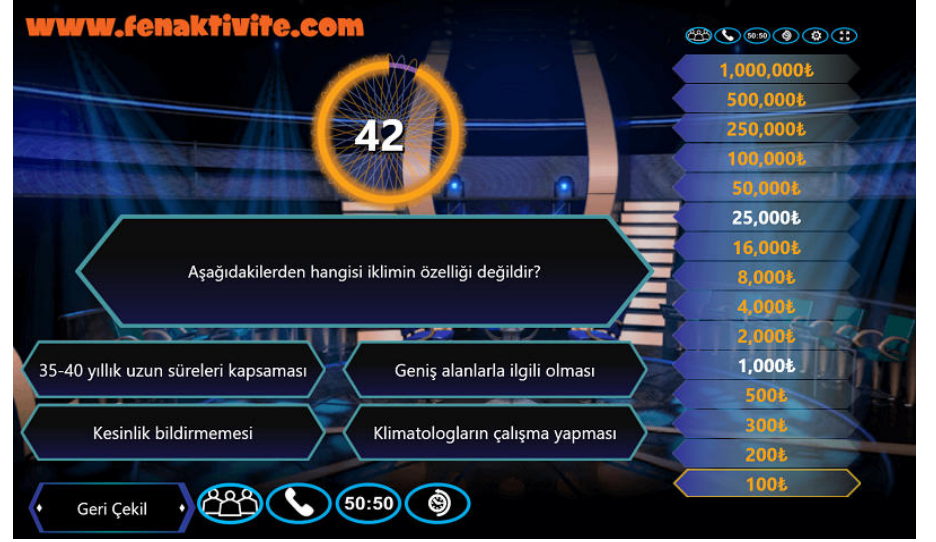 www.fenaktivite.com
50:50
42
1,000,000₺
500,000₺
250,000₺
100,000₺
50,000₺
25,000₺
16,000₺
8,000₺
4,000₺
2,000₺
1,000₺
500₺
300₺
200₺
100₺
Aşağıdakilerden hangisi iklimin özelliği değildir?
35-40 yıllık uzun süreleri kapsaması
Geniş alanlarla ilgili olması
Kesinlik bildirmemesi
Klimatologların çalışma yapması
Geri Çekil
50:50